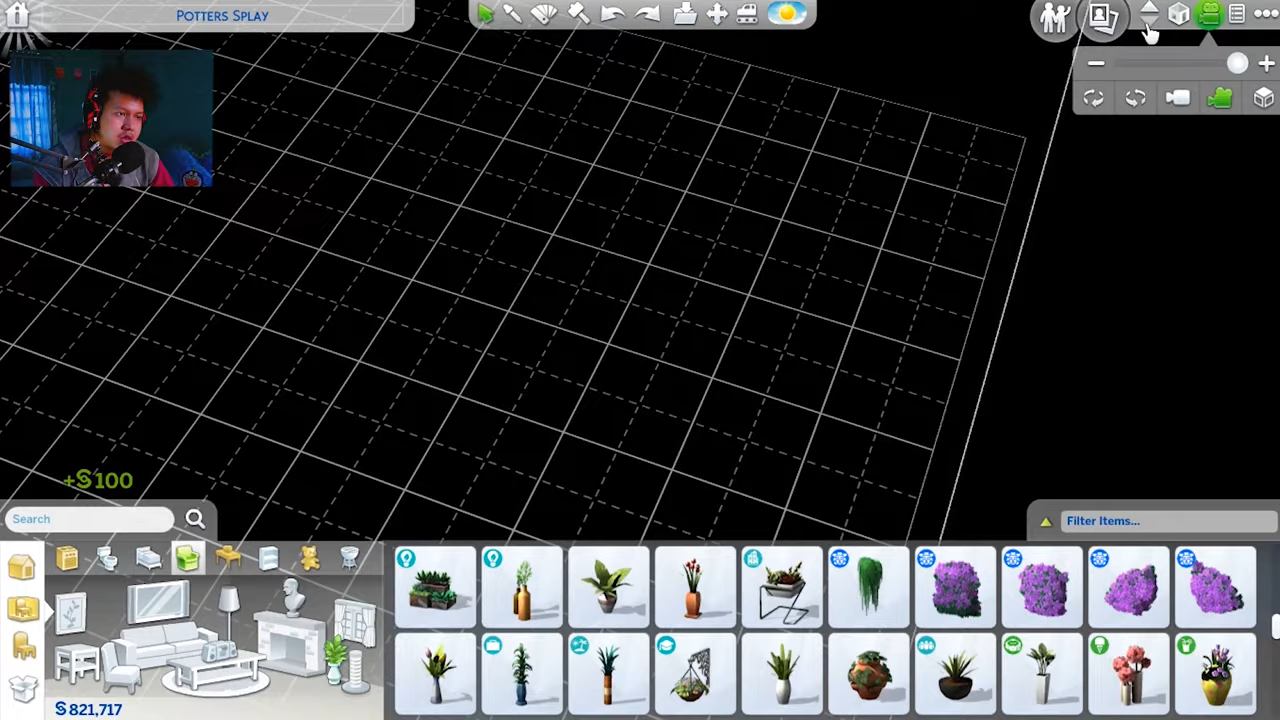 POTTERS SPLAY
+§100
Search
Filter Items...
§821,717